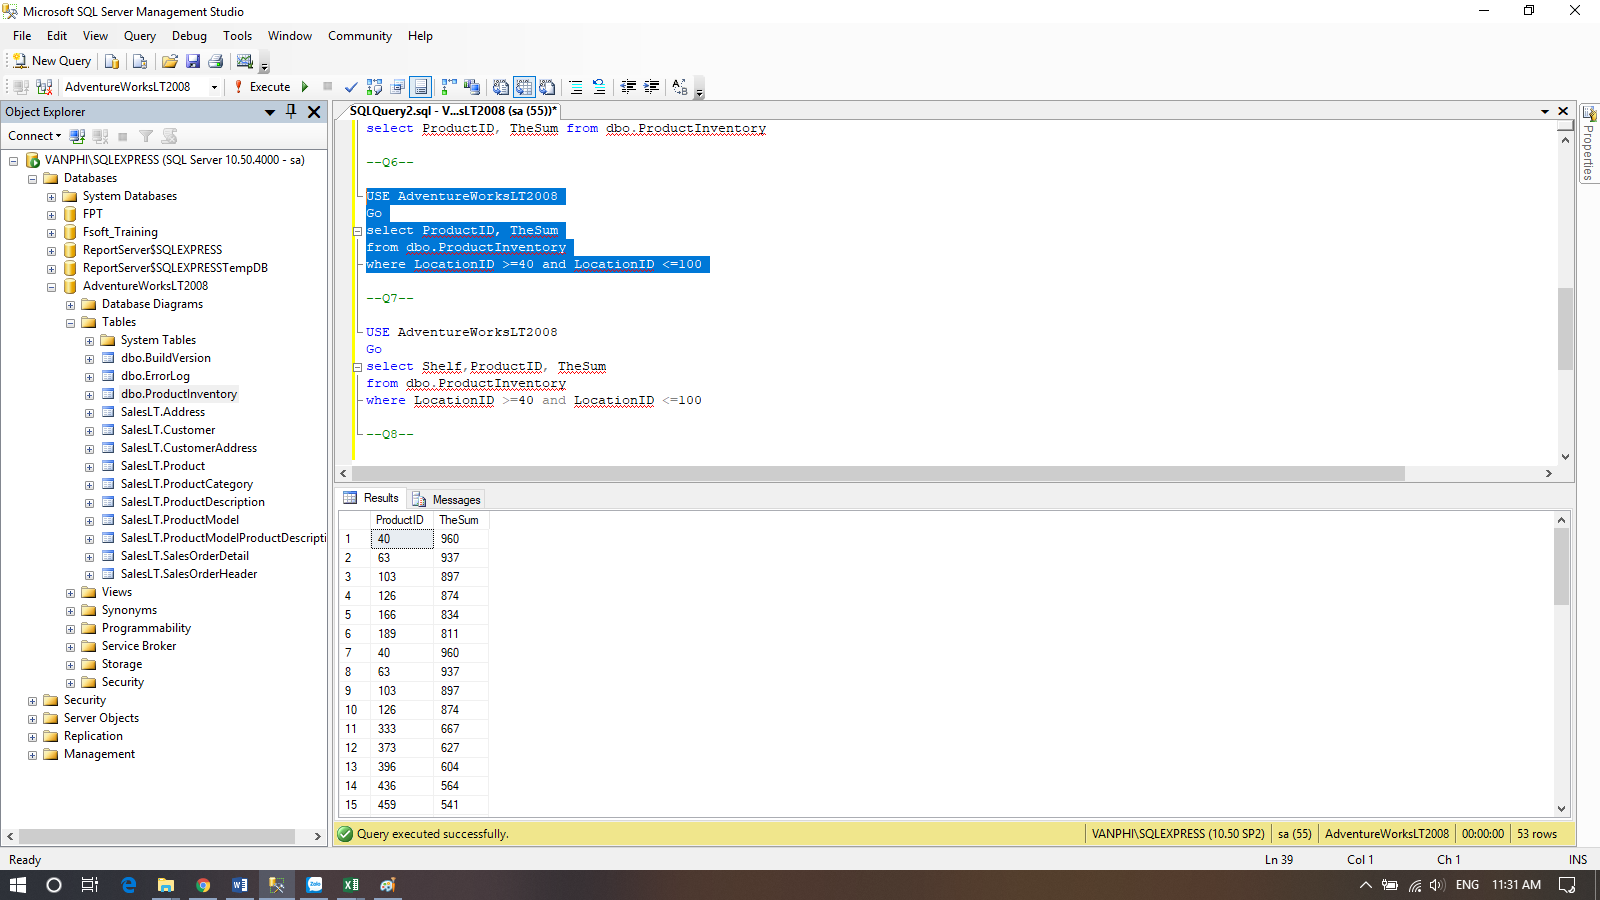 Microsoft SQL Server Management Studio
File Edit View Query Debug Tools Window Community Help
New Query
AdventureWorksLT2008 Execute
Object Explorer
Connect
VANPHI\SQLEXPRESS (SQL Server 10.50.4000 - sa)
Databases
System Databases
FPT
Fsoft_Training
ReportServer$SQLEXPRESS
ReportServer$SQLEXPRESSTempDB
AdventureWorksLT2008
Database Diagrams
Tables
System Tables
dbo.BuildVersion
dbo.ErrorLog
dbo.ProductInventory
SalesLT.Address
SalesLT.Customer
SalesLT.CustomerAddress
SalesLT.Product
SalesLT.ProductCategory
SalesLT.ProductDescription
SalesLT.ProductModel
SalesLT.ProductModelProductDescripti
SalesLT.SalesOrderDetail
SalesLT.SalesOrderHeader
Views
Synonyms
Programmability
Service Broker
Storage
Security
Security
Server Objects
Replication
Management
SQLQuery2.sql - V...sLT2008 (sa (55))*
select ProductID, TheSum from dbo.ProductInventory
--Q6--
USE AdventureWorksLT2008
Go
select ProductID, TheSum
from dbo.ProductInventory
where LocationID >=40 and LocationID <=100
--Q7--
USE AdventureWorksLT2008
Go
select Shelf,ProductID, TheSum
from dbo.ProductInventory
where LocationID >=40 and LocationID <=100
--Q8--
Properties
Results Messages
ProductID TheSum
1 40 960
2 63 937
3 103 897
4 126 874
5 166 834
6 189 811
7 40 960
8 63 937
9 103 897
10 126 874
11 333 667
12 373 627
13 396 604
14 436 564
15 459 541
Query executed successfully. VANPHI\SQLEXPRESS (10.50 SP2) sa (55) AdventureWorksLT2008 00:00:00 53 rows
Ready Ln 39 Col 1 Ch 1 INS
Zalo ENG 11:31 AM